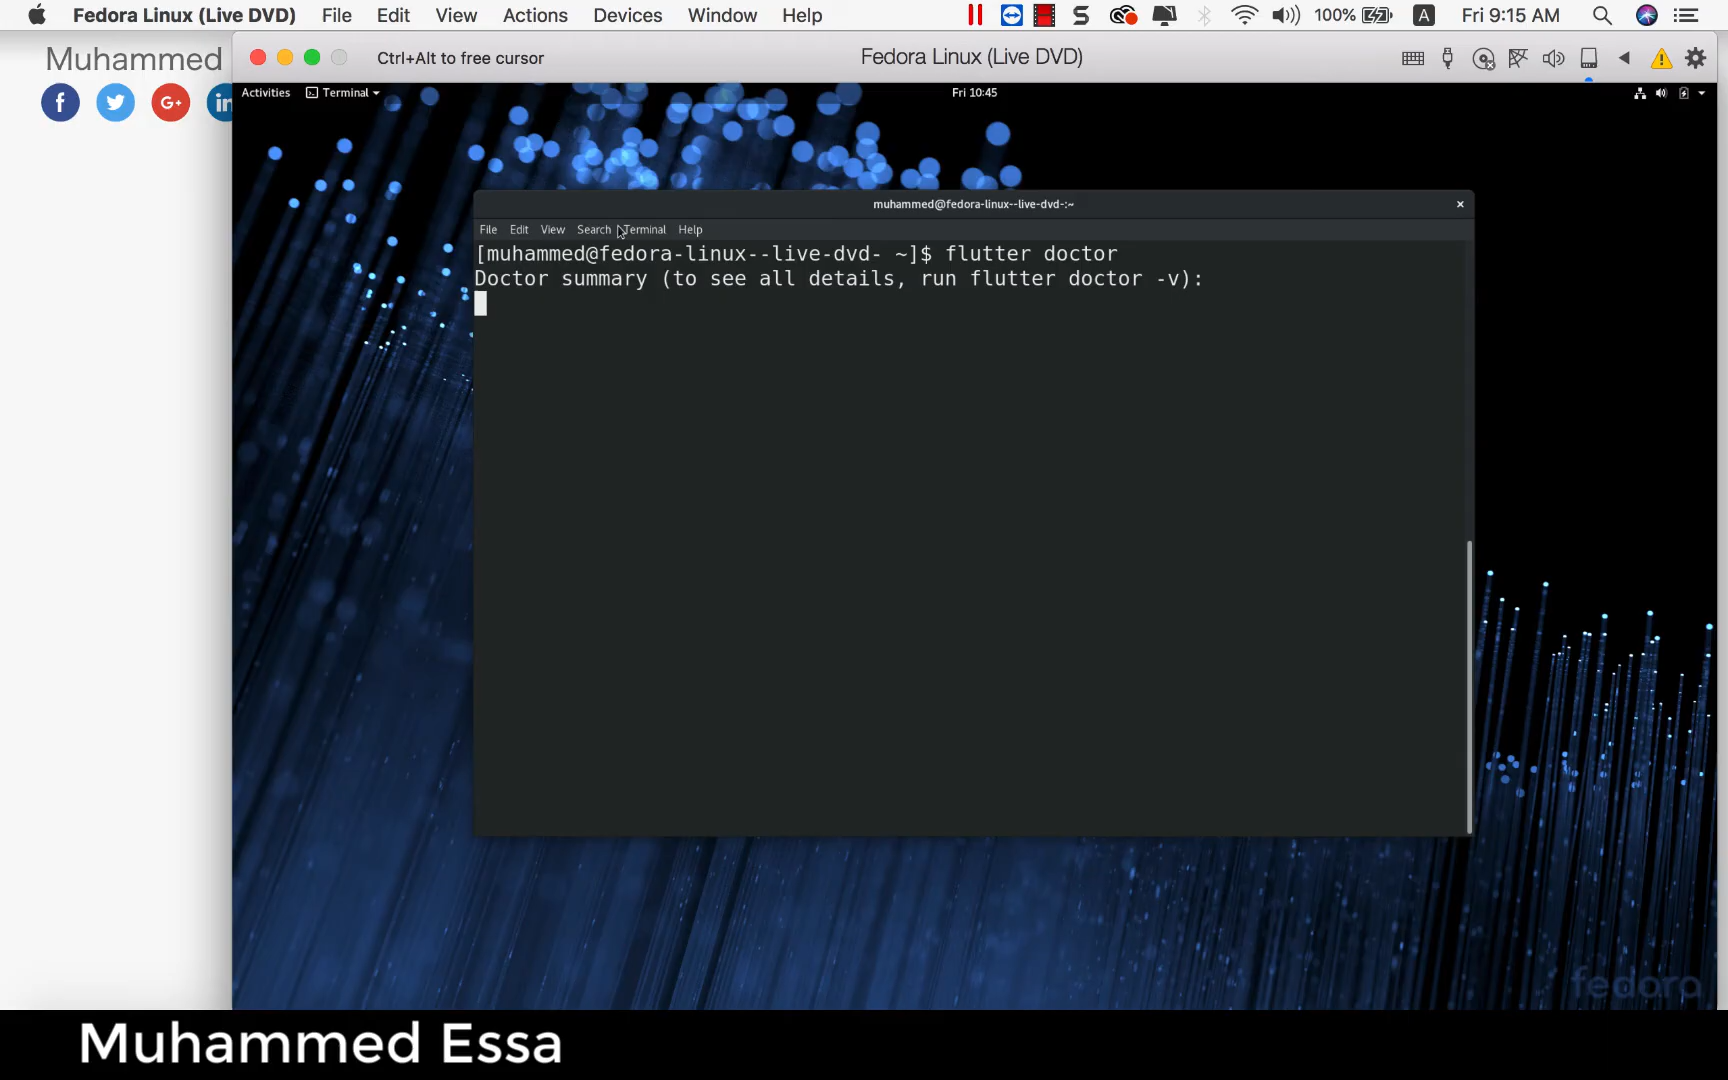 Fedora Linux (Live DVD) File Edit View Actions Devices Window Help 100% A Fri 9:15 AM
Muhammed
Ctrl+Alt to free cursor Fedora Linux (Live DVD)
f G+ in
Activities Terminal Fri 10:45
muhammed@fedora-linux--live-dvd-:~ ×
File Edit View Search Terminal Help
[muhammed@fedora-linux--live-dvd- ~]$ flutter doctor
Doctor summary (to see all details, run flutter doctor -v):
fedora
Muhammed Essa